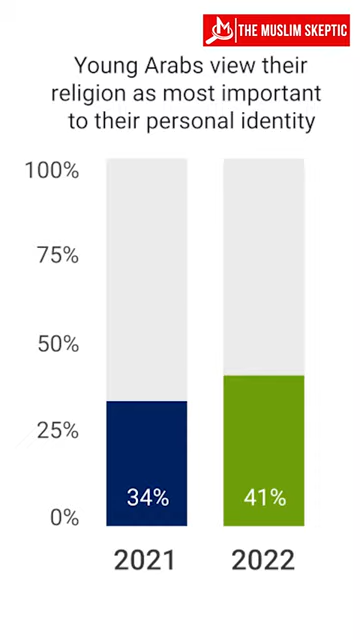 THE MUSLIM SKEPTIC
Young Arabs view their
religion as most important
to their personal identity
100%
75%
50%
25%
0%
34%
41%
2021
2022